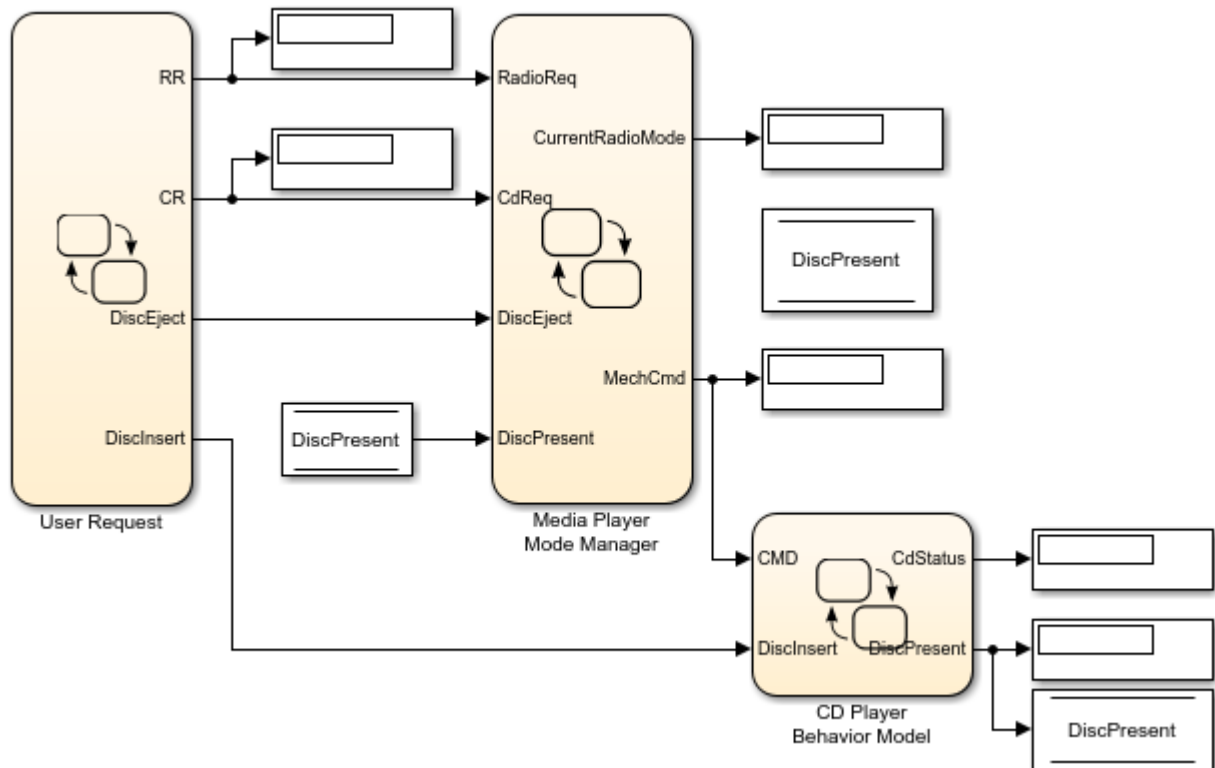 RR
CR
DiscEject
DiscInsert
User Request
DiscPresent
RadioReq
CurrentRadioMode
CdReq
DiscEject
MechCmd
DiscPresent
Media Player
Mode Manager
DiscPresent
CMD
CdStatus
DiscInsert
DiscPresent
CD Player
Behavior Model
DiscPresent